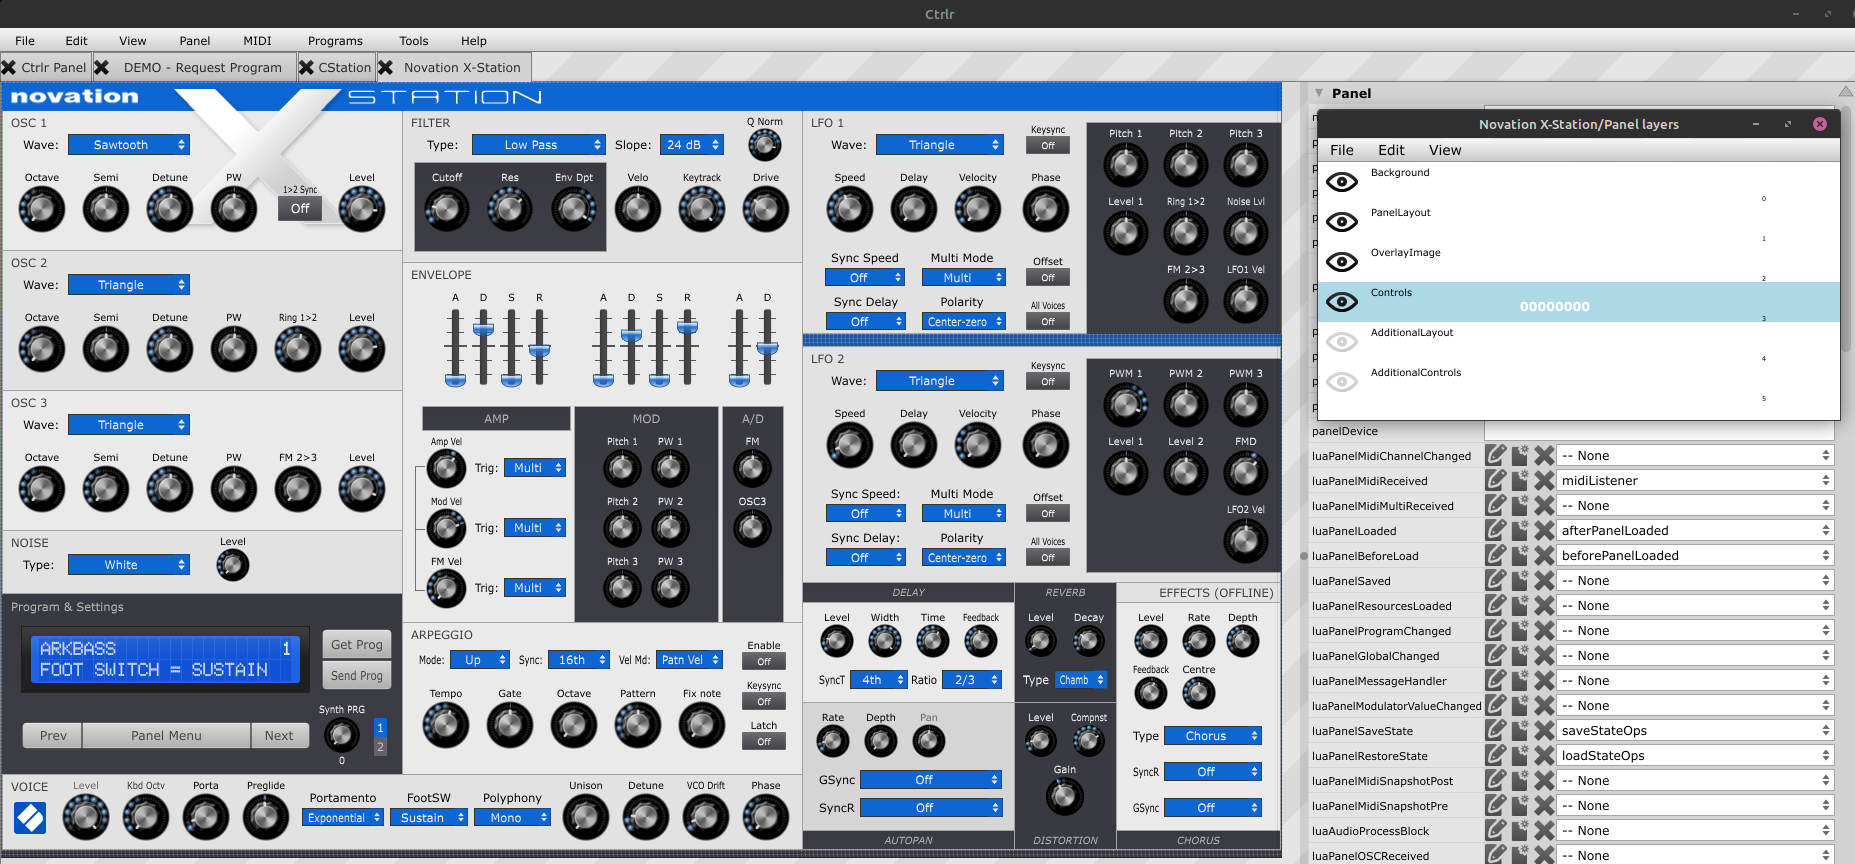 Ctrlr
File Edit View Panel MIDI Programs Tools Help
Ctrlr Panel DEMO - Request Program CStation Novation X-Station
novation X STATION
OSC 1
Wave: Sawtooth
Octave Semi Detune PW 1>2 Sync Level
Off
OSC 2
Wave: Triangle
Octave Semi Detune PW Ring 1>2 Level
OSC 3
Wave: Triangle
Octave Semi Detune PW FM 2>3 Level
NOISE
Type: White
Level
Program & Settings
ARKBASS 1
FOOT SWITCH = SUSTAIN
Get Prog
Send Prog
Synth PRG
0
1
2
Prev Panel Menu Next
FILTER
Type: Low Pass Slope: 24 dB Q Norm
Cutoff Res Env Dpt Velo Keytrack Drive
ENVELOPE
A D S R A D S R A D
AMP MOD A/D
Amp Vel
Trig: Multi
Mod Vel
Trig: Multi
FM Vel
Trig: Multi
Pitch 1 PW 1 FM
Pitch 2 PW 2 OSC3
Pitch 3 PW 3
ARPEGGIO
Mode: Up Sync: 16th Vel Md: Patn Vel
Enable
Off
Keysync
Off
Latch
Off
Tempo Gate Octave Pattern Fix note
VOICE
Level Kbd Octv Porta Preglide
Portamento FootSW Polyphony
Exponential Sustain Mono
Unison Detune VCO Drift Phase
LFO 1
Wave: Triangle
Keysync
Off
Speed Delay Velocity Phase
Sync Speed Multi Mode Offset
Off Multi Off
Sync Delay Polarity All Voices
Off Center-zero Off
Pitch 1 Pitch 2 Pitch 3
Level 1 Ring 1>2 Noise Lvl
FM 2>3 LFO1 Vel
LFO 2
Wave: Triangle
Keysync
Off
Speed Delay Velocity Phase
Sync Speed: Multi Mode Offset
Off Multi Off
Sync Delay: Polarity All Voices
Off Center-zero Off
PWM 1 PWM 2 PWM 3
Level 1 Level 2 FMD
LFO2 Vel
DELAY
Level Width Time Feedback
SyncT 4th Ratio 2/3
Rate Depth Pan
GSync Off
SyncR Off
AUTOPAN
REVERB
Level Decay
Type Chamb
Level Compnst
Gain
DISTORTION
EFFECTS (OFFLINE)
Level Rate Depth
Feedback Centre
Type Chorus
SyncR Off
GSync Off
CHORUS
Panel
Novation X-Station/Panel layers
File Edit View
Background
0
PanelLayout
1
OverlayImage
2
Controls
00000000
3
AdditionalLayout
4
AdditionalControls
5
panelDevice
luaPanelMidiChannelChanged -- None
luaPanelMidiReceived midiListener
luaPanelMidiMultiReceived -- None
luaPanelLoaded afterPanelLoaded
luaPanelBeforeLoad beforePanelLoaded
luaPanelSaved -- None
luaPanelResourcesLoaded -- None
luaPanelProgramChanged -- None
luaPanelGlobalChanged -- None
luaPanelMessageHandler -- None
luaPanelModulatorValueChanged -- None
luaPanelSaveState saveStateOps
luaPanelRestoreState loadStateOps
luaPanelMidiSnapshotPost -- None
luaPanelMidiSnapshotPre -- None
luaAudioProcessBlock -- None
luaPanelOSCReceived -- None